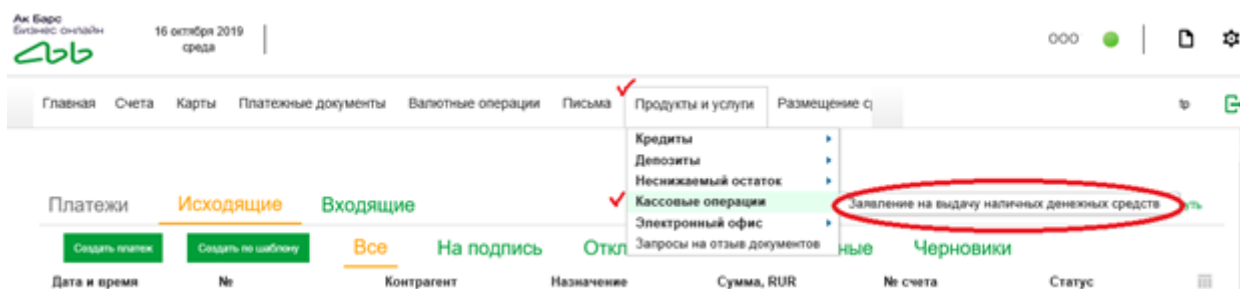 Ак Барс
Бизнес онлайн
16 октября 2019
среда
ООО
Главная Счета Карты Платежные документы Валютные операции Письма Продукты и услуги Размещение
Кредиты
Депозиты
Неснижаемый остаток
Платежи Исходящие Входящие
Кассовые операции
Заявление на выдачу наличных денежных средств
Электронный офис
Запросы на отзыв документов
Создать платеж Создать по шаблону Все На подпись Откл ные Черновики
Дата и время № Контрагент Назначение Сумма, RUR № счета Статус